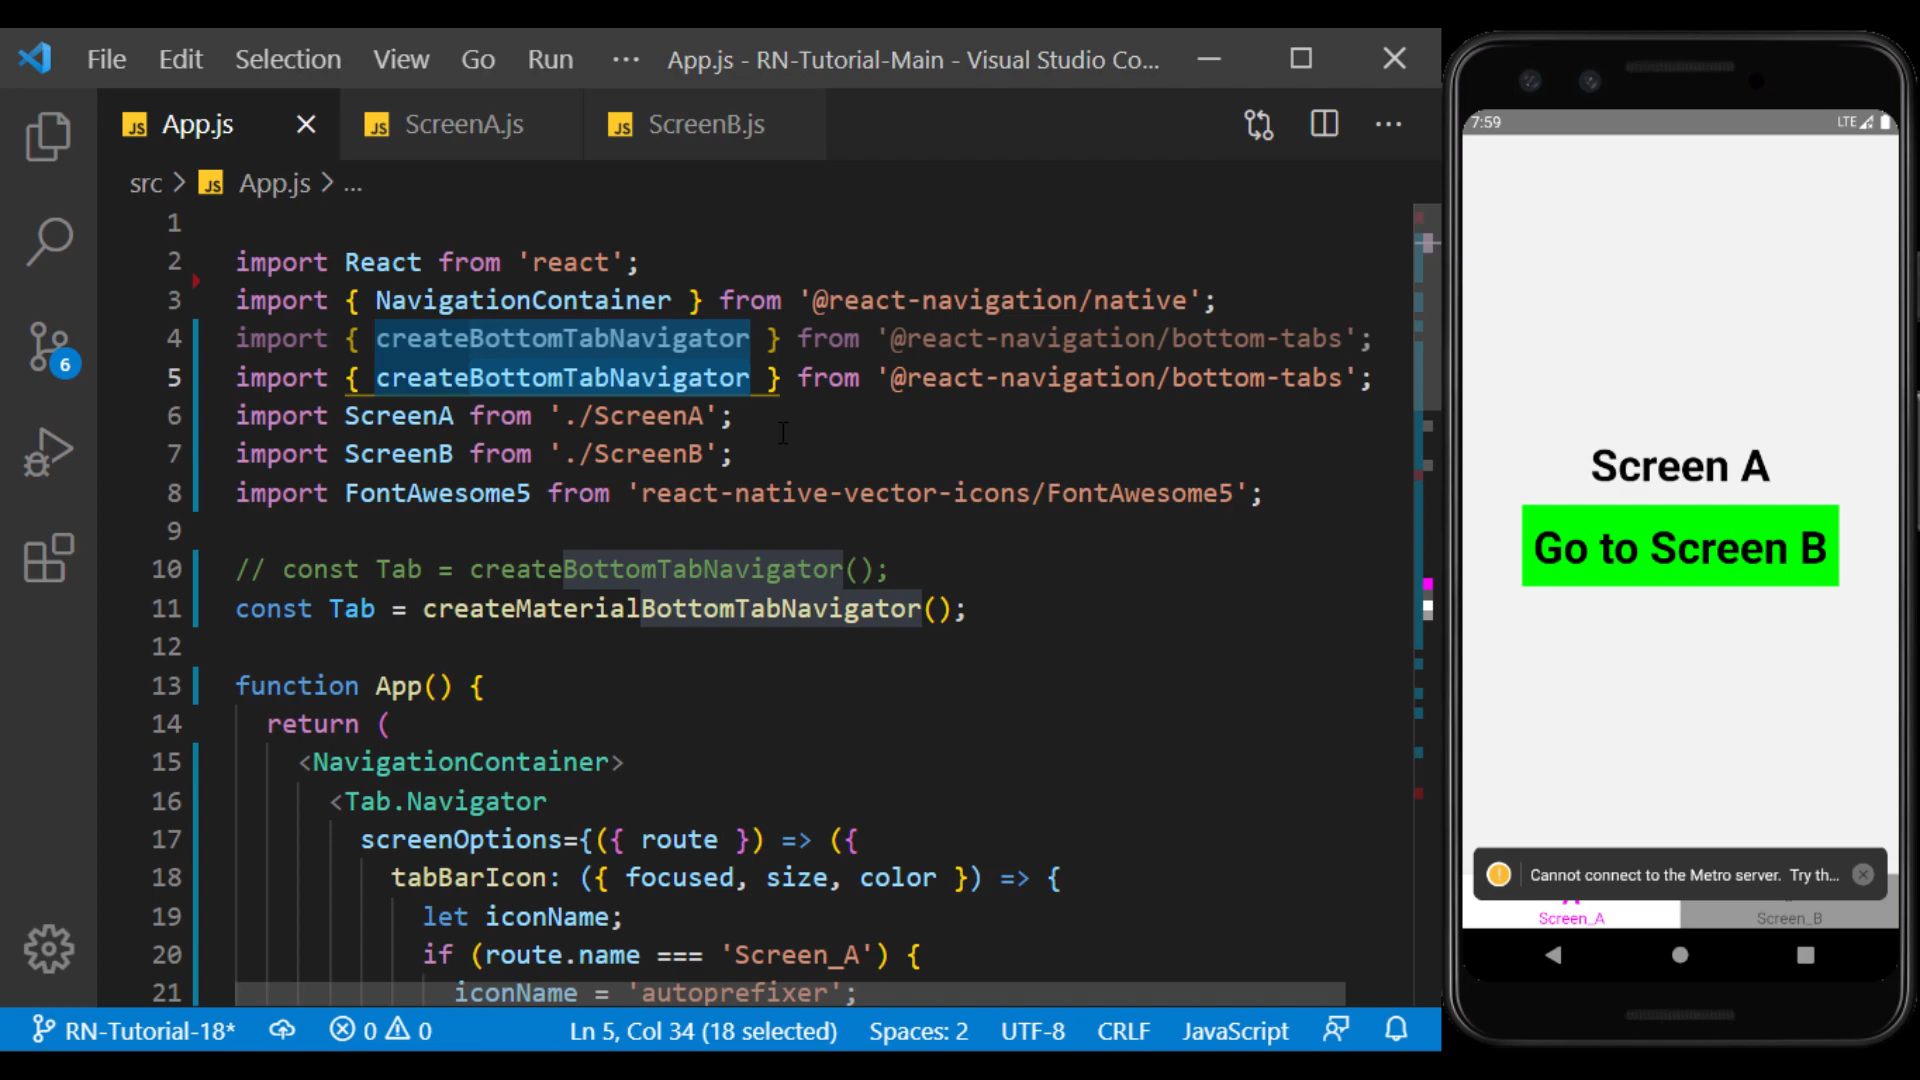 File Edit Selection View Go Run ··· App.js - RN-Tutorial-Main - Visual Studio Co...
JS App.js JS ScreenA.js JS ScreenB.js
src > JS App.js > ...
1
2 import React from 'react';
3 import { NavigationContainer } from '@react-navigation/native';
4 import { createBottomTabNavigator } from '@react-navigation/bottom-tabs';
5 import { createBottomTabNavigator } from '@react-navigation/bottom-tabs';
6 import ScreenA from './ScreenA';
7 import ScreenB from './ScreenB';
8 import FontAwesome5 from 'react-native-vector-icons/FontAwesome5';
9
10 // const Tab = createBottomTabNavigator();
11 const Tab = createMaterialBottomTabNavigator();
12
13 function App() {
14 return (
15 <NavigationContainer>
16 <Tab.Navigator
17 screenOptions={({ route }) => ({
18 tabBarIcon: ({ focused, size, color }) => {
19 let iconName;
20 if (route.name === 'Screen_A') {
21 iconName = 'autoprefixer';
6
RN-Tutorial-18* 0 0 Ln 5, Col 34 (18 selected) Spaces: 2 UTF-8 CRLF JavaScript
7:59 LTE
Screen A
Go to Screen B
Cannot connect to the Metro server. Try th...
Screen_A Screen_B